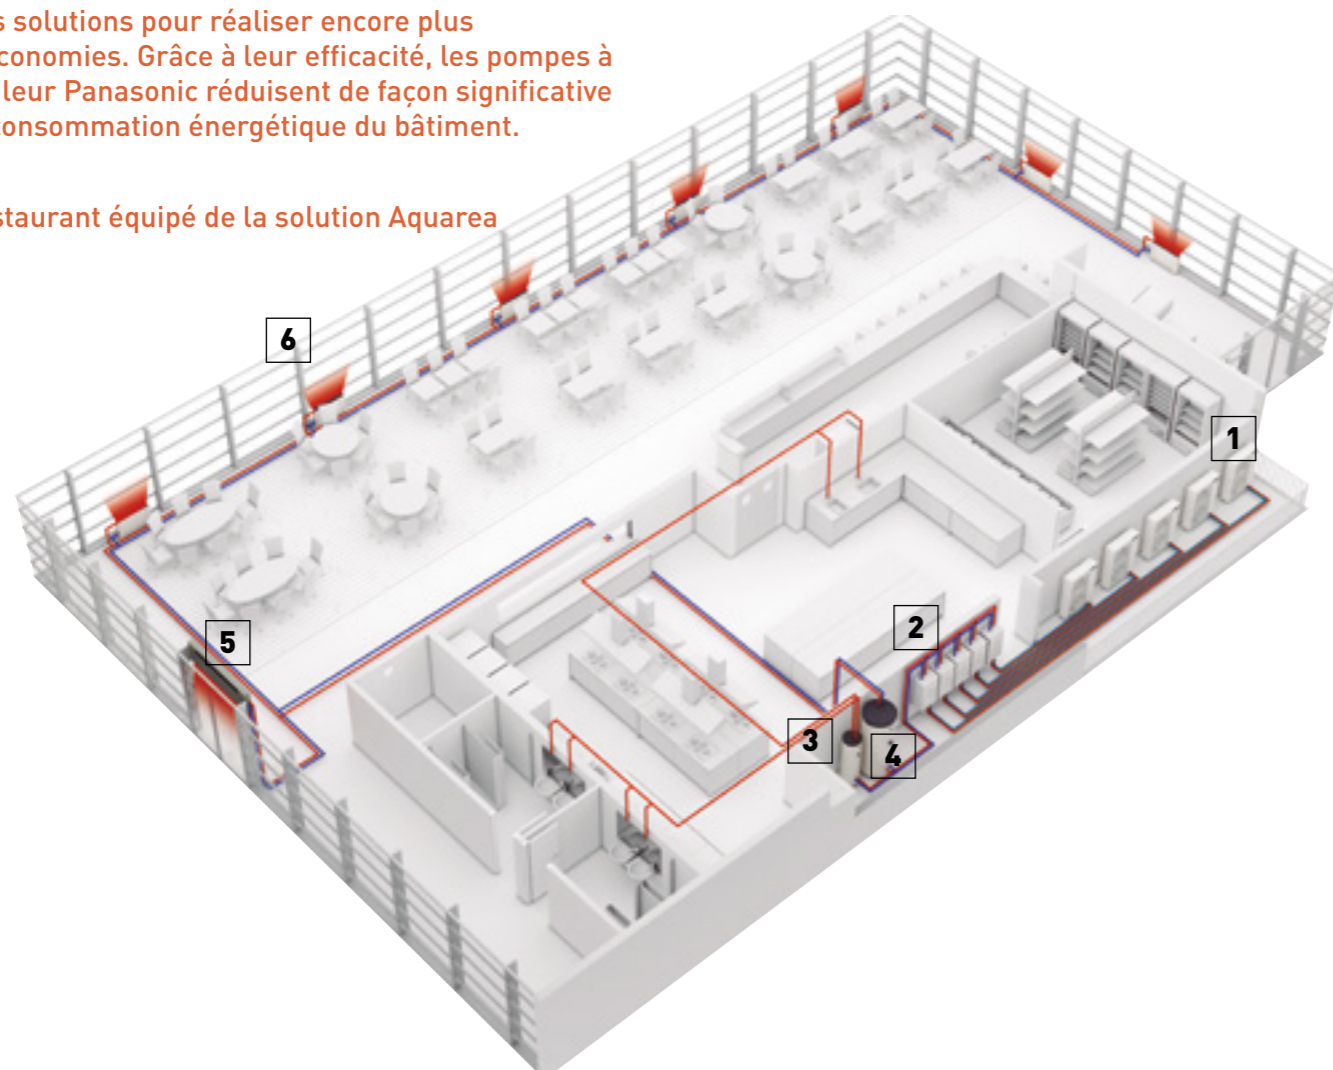 s solutions pour réaliser encore plus
conomies. Grâce à leur efficacité, les pompes à
leur Panasonic réduisent de façon significative
consommation énergétique du bâtiment.
staurant équipé de la solution Aquarea
6
1
5
2
3
4